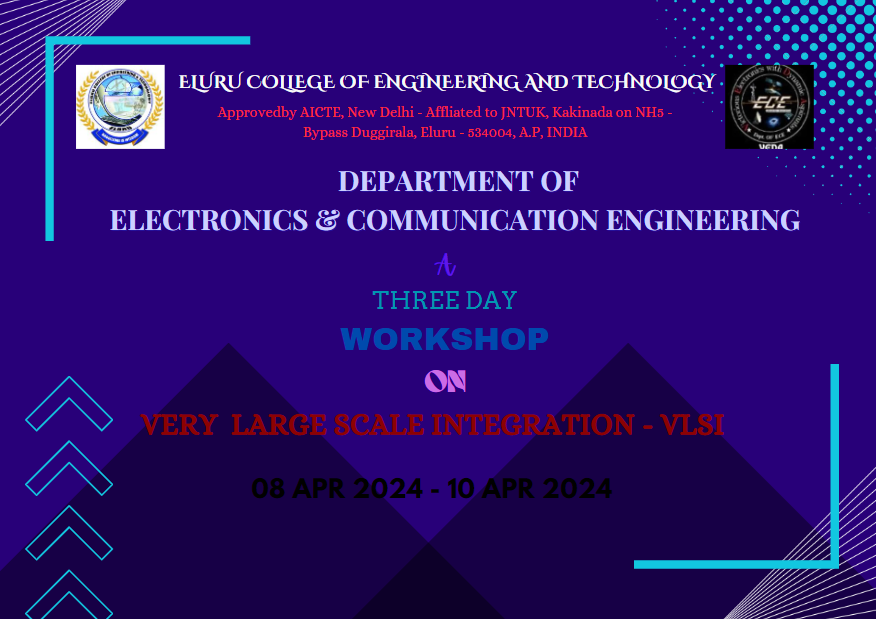 ELURU COLLEGE OF ENGINEERING AND TECHNOLOGY
Approvedby AICTE, New Delhi - Affliated to JNTUK, Kakinada on NH5 -
Bypass Duggirala, Eluru - 534004, A.P, INDIA
DEPARTMENT OF
ELECTRONICS & COMMUNICATION ENGINEERING
A
THREE DAY
WORKSHOP
ON
VERY LARGE SCALE INTEGRATION - VLSI
08 APR 2024 - 10 APR 2024
ECE
VEDA